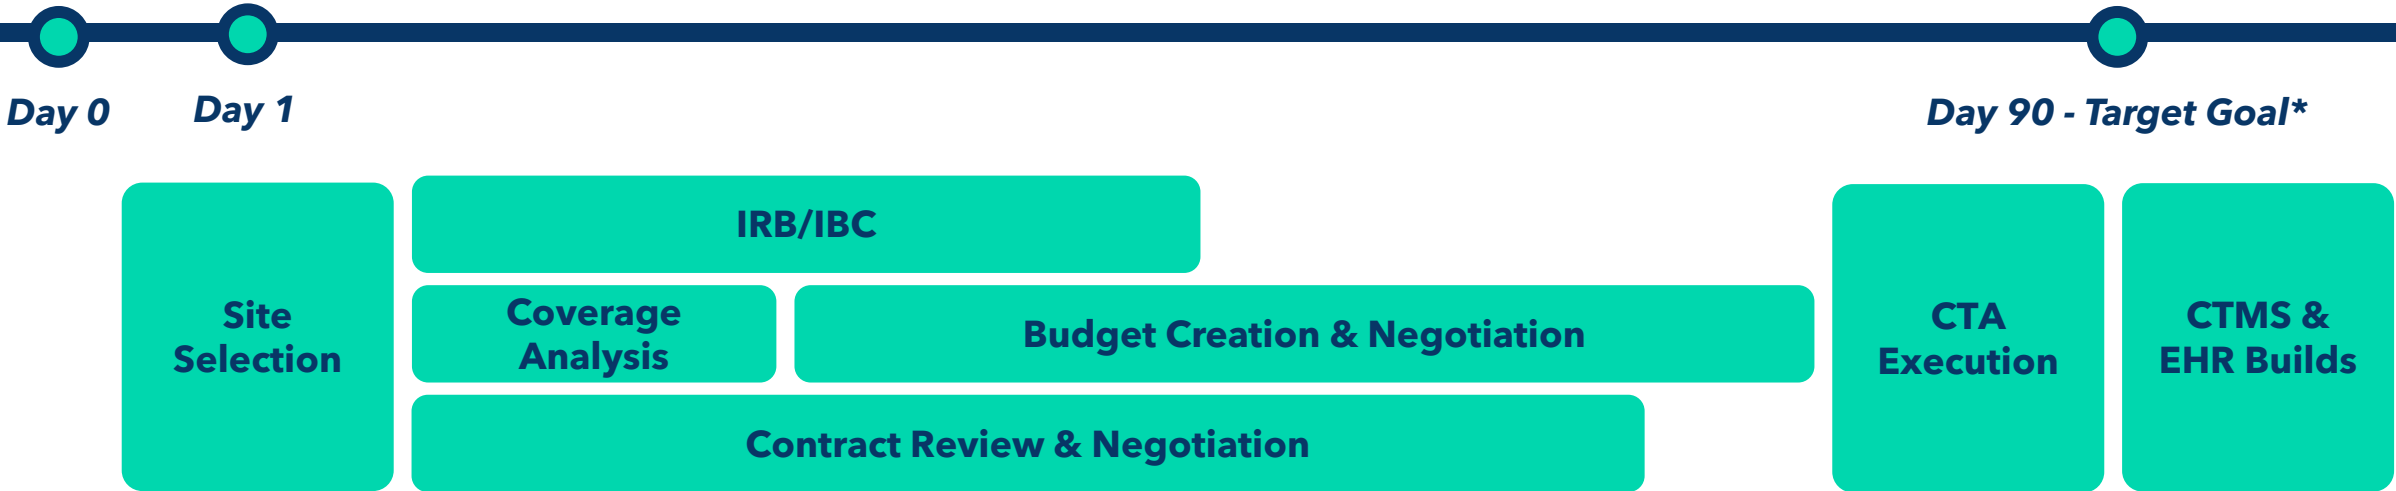 Day 0
Day 1
Day 90 - Target Goal*
Site
Selection
IRB/IBC
Coverage
Analysis
Budget Creation & Negotiation
Contract Review & Negotiation
CTA
Execution
CTMS &
EHR Builds